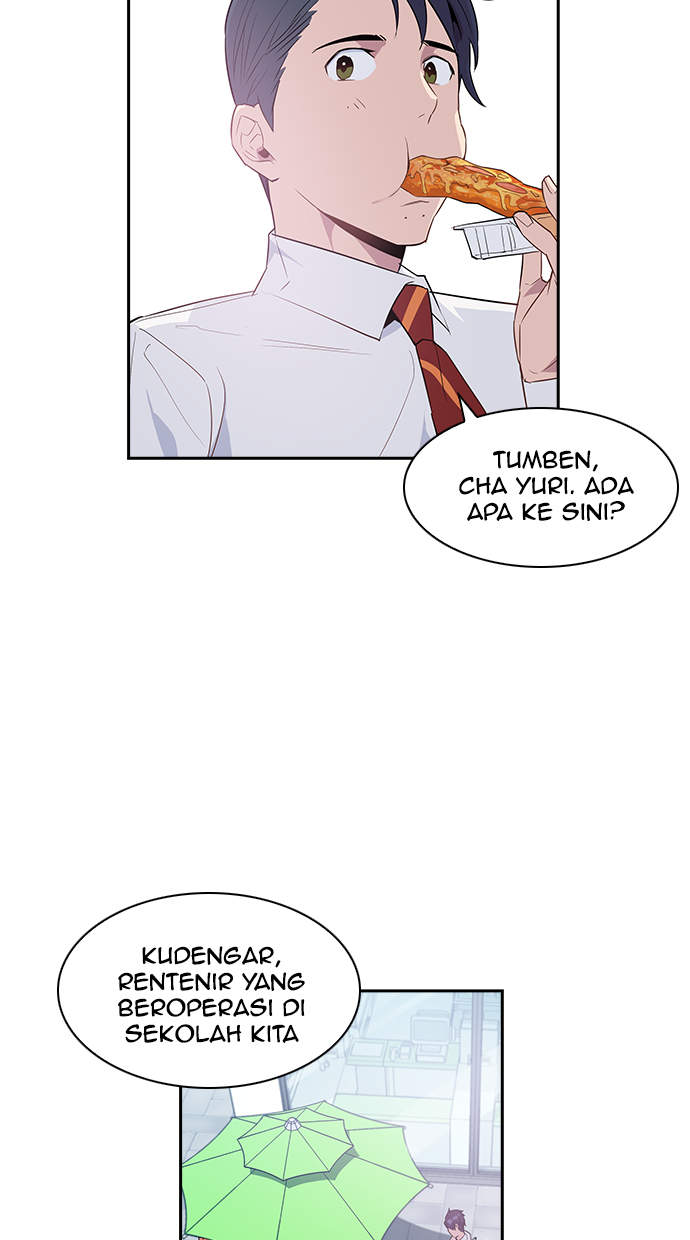 TUMBEN,
CHA YURI. ADA
APA KE SINI?
KUDENGAR,
RENTENIR YANG
BEROPERASI DI
SEKOLAH KITA